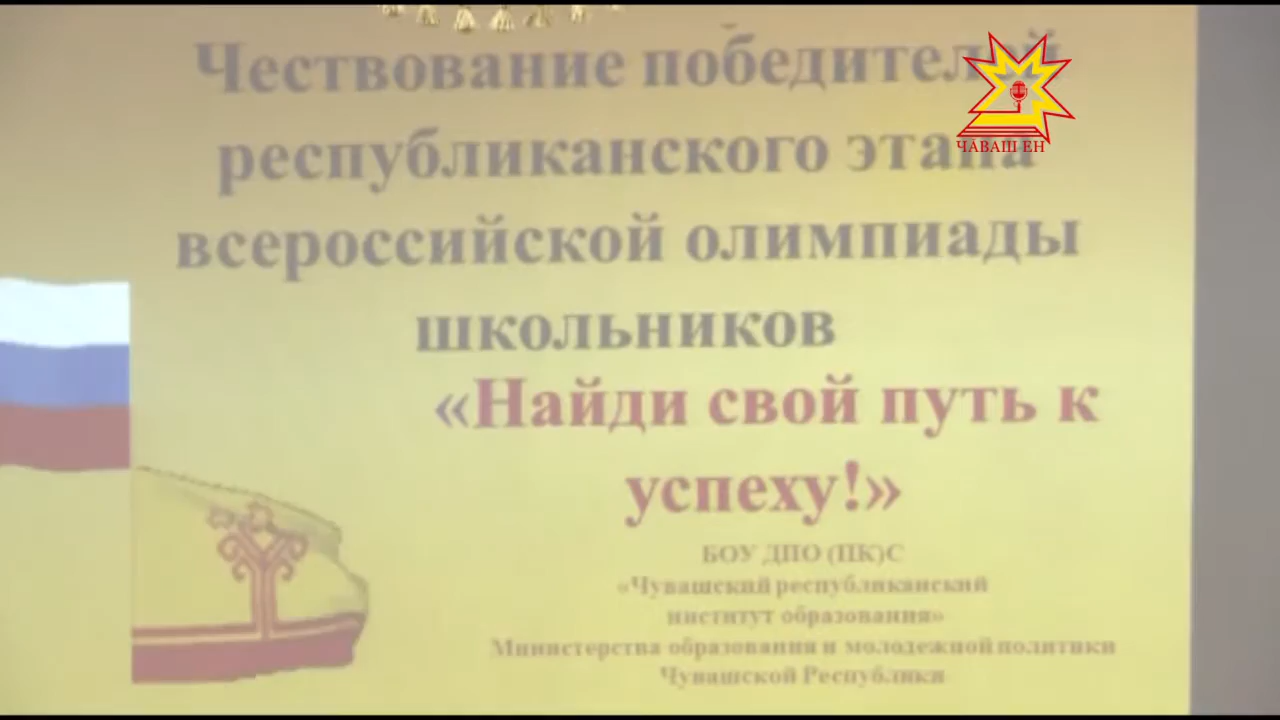 Чествование победителей
республиканского этапа
всероссийской олимпиады
школьников
«Найди свой путь к
успеху!»
БОУ ДПО (ПК)С
«Чувашский республиканский
институт образования»
Министерства образования и молодежной политики
Чувашской Республики
ЧӐВАШ ЕН